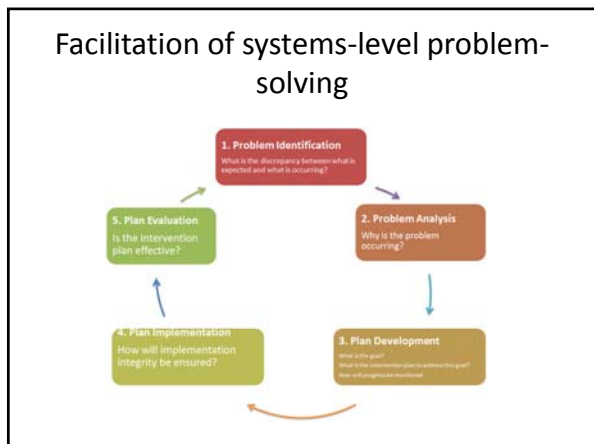 Facilitation of systems-level problem-
solving
1. Problem Identification
What is the discrepancy between what is
expected and what is occurring?
2. Problem Analysis
Why is the problem
occurring?
3. Plan Development
What is the goal?
What is the intervention plan to address this goal?
How will progress be monitored
4. Plan Implementation
How will implementation
integrity be ensured?
5. Plan Evaluation
Is the intervention
plan effective?